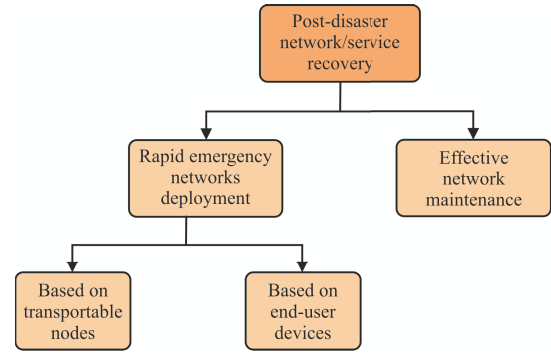 Post-disaster
network/service
recovery
Rapid emergency
networks
deployment
Effective
network
maintenance
Based on
transportable
nodes
Based on
end-user
devices